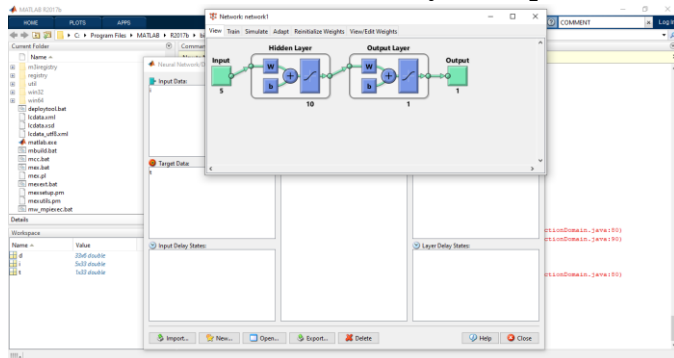 MATLAB R2017b
HOME PLOTS APPS
COMMENT
Log In
C: ▸ Program Files ▸ MATLAB ▸ R2017b ▸
Current Folder
Name
m3iregistry
registry
util
win32
win64
deploytool.bat
lcdata.xml
lcdata.xsd
lcdata_utf8.xml
matlab.exe
mbuild.bat
mcc.bat
mex.bat
mex.pl
mexext.bat
mexsetup.pm
mexutils.pm
mw_mpiexec.bat
Details
Workspace
Name Value
d 33x6 double
i 5x33 double
t 1x33 double
Network: network1
View Train Simulate Adapt Reinitialize Weights View/Edit Weights
Hidden Layer Output Layer
Input Output
W W
b b
5 10 1 1
Input Data:
i
Target Data:
t
Input Delay States:
Layer Delay States:
Import... New... Open... Export... Delete Help Close
ctionDomain.java:80)
ctionDomain.java:90)
ctionDomain.java:80)